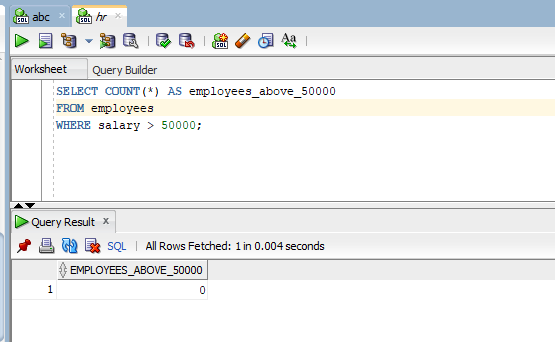 abc
hr
Worksheet
Query Builder
SELECT COUNT(*) AS employees_above_50000
FROM employees
WHERE salary > 50000;
Query Result
SQL
All Rows Fetched: 1 in 0.004 seconds
EMPLOYEES_ABOVE_50000
1 0